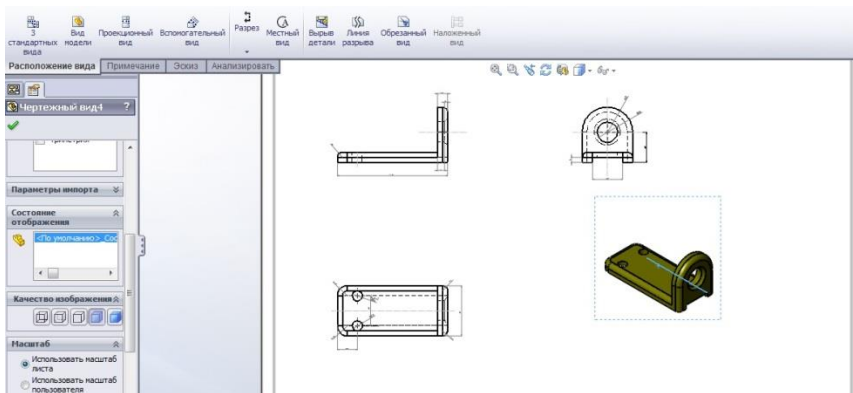 3
стандартных
вида
Вид
модели
Проекционный
вид
Вспомогательный
вид
Разрез
Местный
вид
Вырыв
детали
Линия
разрыва
Обрезанный
вид
Наложенный
вид
Расположение вида Примечание Эскиз Анализировать
Чертежный вид4 ?
Параметры импорта
Состояние
отображения
<По умолчанию>_Сос
Качество изображения
Масштаб
Использовать масштаб
листа
Использовать масштаб
пользователя